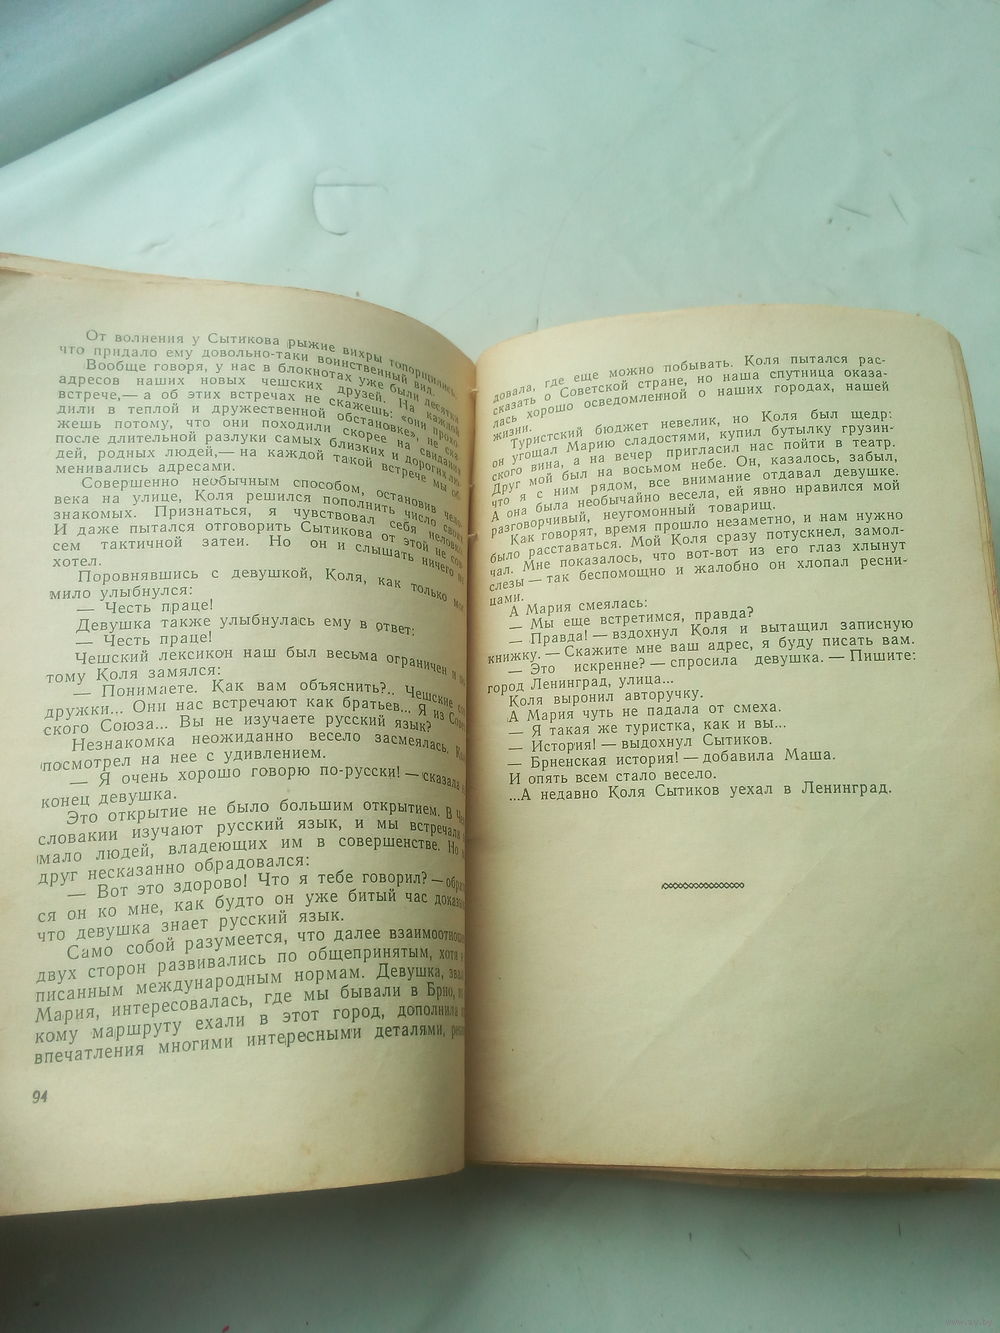 От волнения у Сытикова рыжие вихры топорщились,
что придало ему довольно-таки воинственный вид.
Вообще говоря, у нас в блокнотах уже были десятки
адресов наших новых чешских друзей. На каждой
встрече,— а об этих встречах не скажешь: «они прохо-
дили в теплой и дружественной обстановке», не ска-
жешь потому, что они походили скорее на свидания
после длительной разлуки самых близких и дорогих лю-
дей, родных людей,— на каждой такой встрече мы об-
менивались адресами.
Совершенно необычным способом, остановив чело-
века на улице, Коля решился пополнить число своих
знакомых. Признаться, я чувствовал себя неловко.
И даже пытался отговорить Сытикова от этой не сов-
сем тактичной затеи. Но он и слышать ничего не
хотел.
Поровнявшись с девушкой, Коля, как только мог
мило улыбнулся:
— Честь праце!
Девушка также улыбнулась ему в ответ:
— Честь праце!
Чешский лексикон наш был весьма ограничен и по-
тому Коля замялся:
— Понимаете. Как вам объяснить?.. Чешские
дружки... Они нас встречают как братьев... Я из Совет-
ского Союза... Вы не изучаете русский язык?
Незнакомка неожиданно весело засмеялась, Коля
посмотрел на нее с удивлением.
— Я очень хорошо говорю по-русски! — сказала
конец девушка.
Это открытие не было большим открытием. В
словакии изучают русский язык, и мы встречали
мало людей, владеющих им в совершенстве. Но
друг несказанно обрадовался:
— Вот это здорово! Что я тебе говорил? —
ся он ко мне, как будто он уже битый час
что девушка знает русский язык.
Само собой разумеется, что далее
двух сторон развивались по общепринятым, хотя
писанным международным нормам. Девушка,
Мария, интересовалась, где мы бывали в Брно,
кому маршруту ехали в этот город, дополнила
впечатления многими интересными деталями,
94
довала, где еще можно побывать. Коля пытался рас-
сказать о Советской стране, но наша спутница оказа-
лась хорошо осведомленной о наших городах, нашей
жизни.
Туристский бюджет невелик, но Коля был щедр:
он угощал Марию сладостями, купил бутылку грузин-
ского вина, а на вечер пригласил нас пойти в театр.
Друг мой был на восьмом небе. Он, казалось, забыл,
что я с ним рядом, все внимание отдавал девушке.
А она была необычайно весела, ей явно нравился мой
разговорчивый, неугомонный товарищ.
Как говорят, время прошло незаметно, и нам нужно
было расставаться. Мой Коля сразу потускнел, замол-
чал. Мне показалось, что вот-вот из его глаз хлынут
слезы — так беспомощно и жалобно он хлопал ресни-
цами.
А Мария смеялась:
— Мы еще встретимся, правда?
— Правда! — вздохнул Коля и вытащил записную
книжку. — Скажите мне ваш адрес, я буду писать вам.
— Это искренне? — спросила девушка. — Пишите:
город Ленинград, улица...
Коля выронил авторучку.
А Мария чуть не падала от смеха.
— Я такая же туристка, как и вы...
— История! — выдохнул Сытиков.
— Брненская история! — добавила Маша.
И опять всем стало весело.
...А недавно Коля Сытиков уехал в Ленинград.